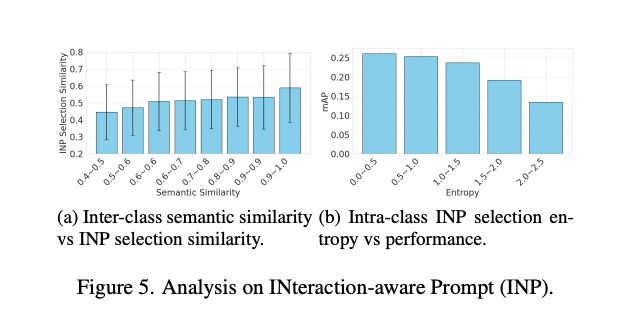 0.8
0.7
0.6
0.5
0.4
0.3
0.2
INP Selection Similarity
0.4~0.5
0.5~0.6
0.6~0.6
0.6~0.7
0.7~0.8
0.8~0.9
0.9~0.9
0.9~1.0
Semantic Similarity
0.25
0.20
0.15
0.10
0.05
0.00
mAP
0.0~0.5
0.5~1.0
1.0~1.5
1.5~2.0
2.0~2.5
Entropy
(a) Inter-class semantic similarity
vs INP selection similarity.
(b) Intra-class INP selection en-
tropy vs performance.
Figure 5. Analysis on INteraction-aware Prompt (INP).